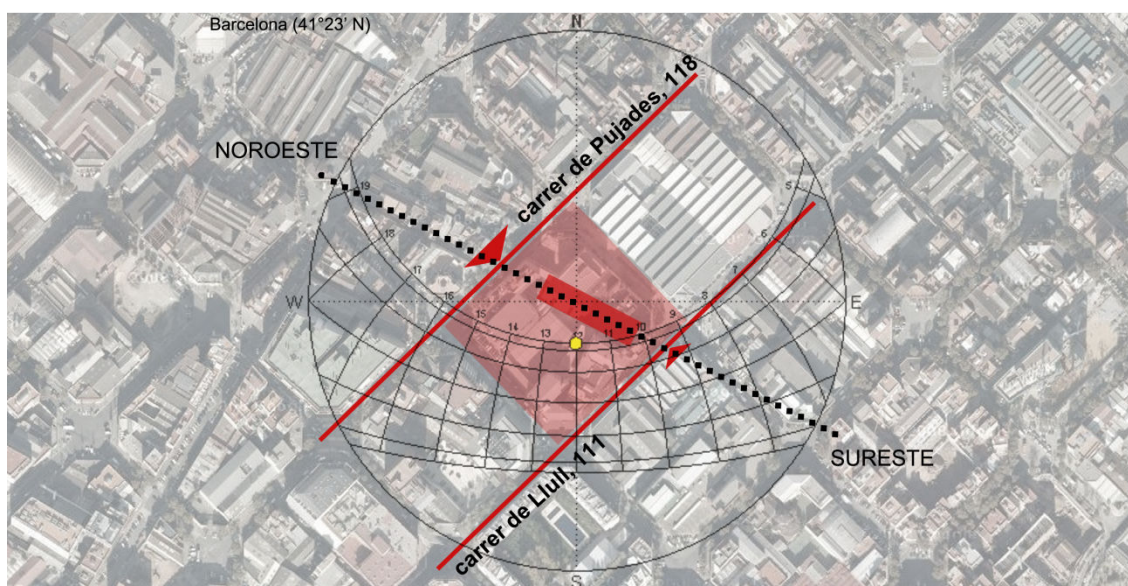 Barcelona (41°23' N)
N
carrer de Pujades, 118
NOROESTE
19
5
18
6
17
7
W
16
8
E
15
9
14
10
13
12
11
SURESTE
carrer de Llull, 111
S